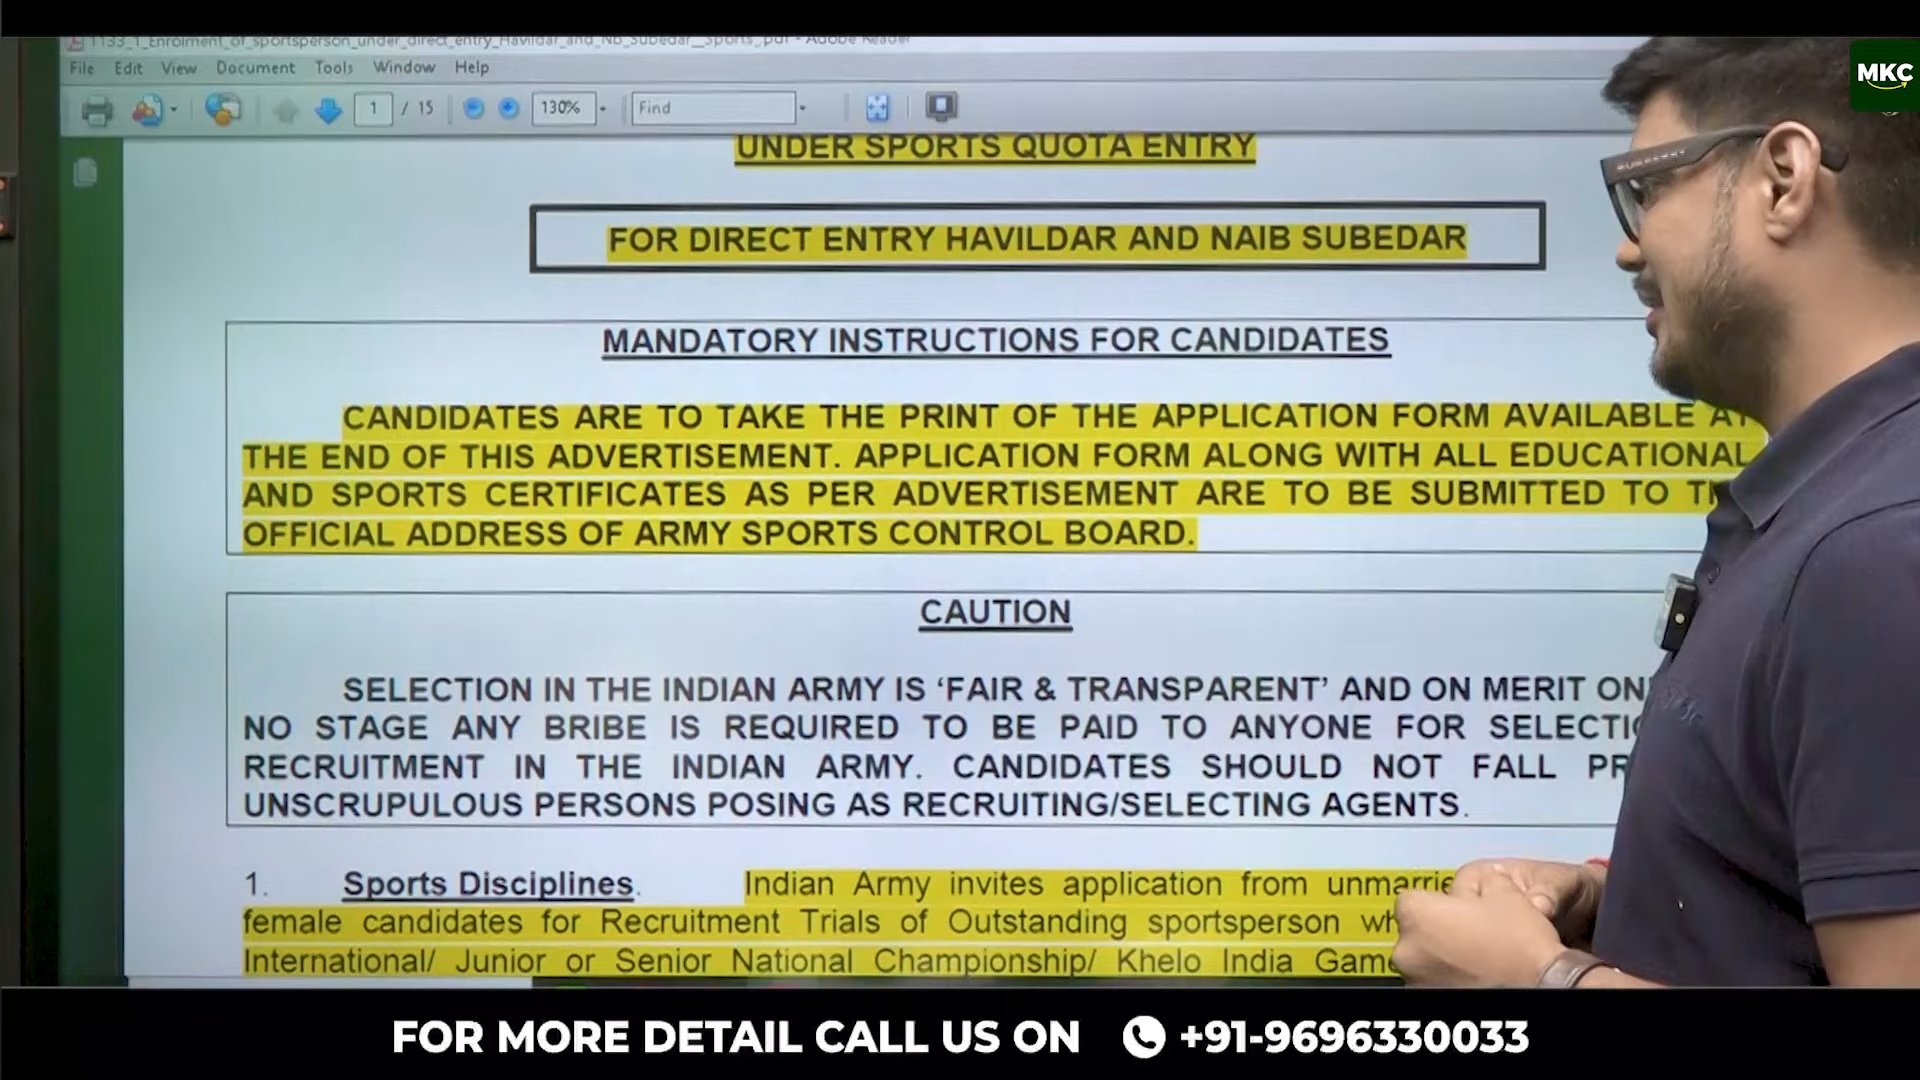 1133_1_Enrolment_of_sportsperson_under_direct_entry_Havildar_and_Nb_Subedar__Sports_.pdf - Adobe Reader
MKC
File Edit View Document Tools Window Help
1 / 15 130% Find
UNDER SPORTS QUOTA ENTRY
FOR DIRECT ENTRY HAVILDAR AND NAIB SUBEDAR
MANDATORY INSTRUCTIONS FOR CANDIDATES
CANDIDATES ARE TO TAKE THE PRINT OF THE APPLICATION FORM AVAILABLE AT
THE END OF THIS ADVERTISEMENT. APPLICATION FORM ALONG WITH ALL EDUCATIONAL
AND SPORTS CERTIFICATES AS PER ADVERTISEMENT ARE TO BE SUBMITTED TO
OFFICIAL ADDRESS OF ARMY SPORTS CONTROL BOARD.
CAUTION
SELECTION IN THE INDIAN ARMY IS ‘FAIR & TRANSPARENT’ AND ON MERIT
NO STAGE ANY BRIBE IS REQUIRED TO BE PAID TO ANYONE FOR
RECRUITMENT IN THE INDIAN ARMY. CANDIDATES SHOULD NOT FALL
UNSCRUPULOUS PERSONS POSING AS RECRUITING/SELECTING AGENTS.
1. Sports Disciplines. Indian Army invites application from
female candidates for Recruitment Trials of Outstanding sportsperson
International/ Junior or Senior National Championship/ Khelo India
FOR MORE DETAIL CALL US ON +91-9696330033